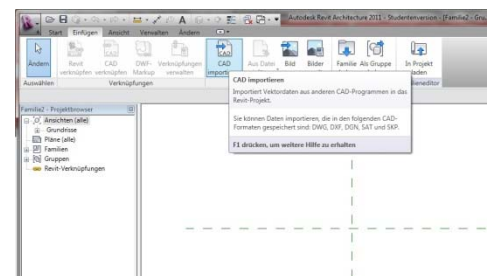 Autodesk Revit Architecture 2011 - Studentenversion - [Familie2 - Gru
Start Einfügen Ansicht Verwalten Ändern
Ändern Revit verknüpfen CAD verknüpfen DWF-Markup Verknüpfungen verwalten CAD importieren Aus Datei Bild Bilder Familie Als Gruppe In Projekt laden
Auswählen Verknüpfungen
Familieneditor
CAD importieren
Importiert Vektordaten aus anderen CAD-Programmen in das
Revit-Projekt.
Sie können Daten importieren, die in den folgenden CAD-
Formaten gespeichert sind: DWG, DXF, DGN, SAT und SKP.
F1 drücken, um weitere Hilfe zu erhalten
Familie2 - Projektbrowser
Ansichten (alle)
Grundrisse
Pläne (alle)
Familien
Gruppen
Revit-Verknüpfungen